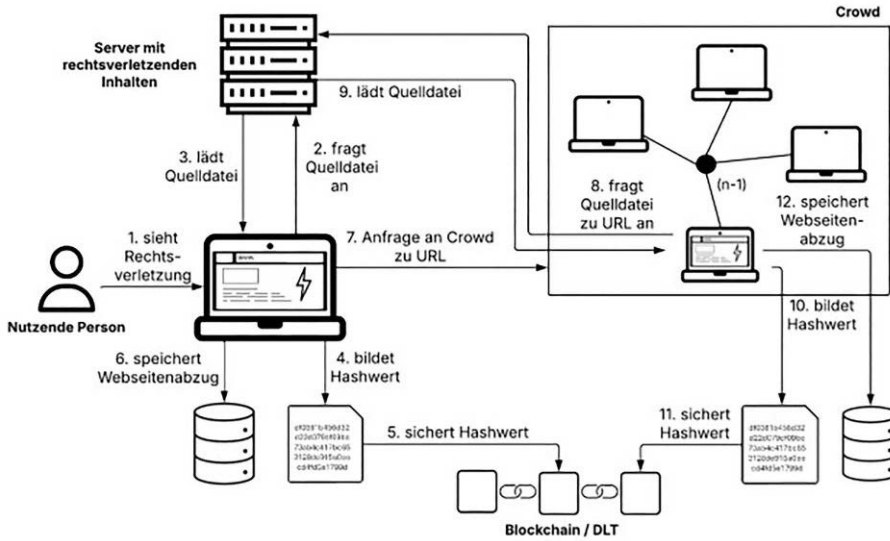 Crowd
Server mit
rechtsverletzenden
Inhalten
9. lädt Quelldatei
3. lädt
Quelldatei
2. fragt
Quelldatei
an
8. fragt
Quelldatei
zu URL an
(n-1)
12. speichert
Webseiten-
abzug
1. sieht
Rechts-
verletzung
7. Anfrage an Crowd
zu URL
Nutzende Person
10. bildet
Hashwert
6. speichert
Webseitenabzug
4. bildet
Hashwert
5. sichert Hashwert
11. sichert
Hashwert
Blockchain / DLT